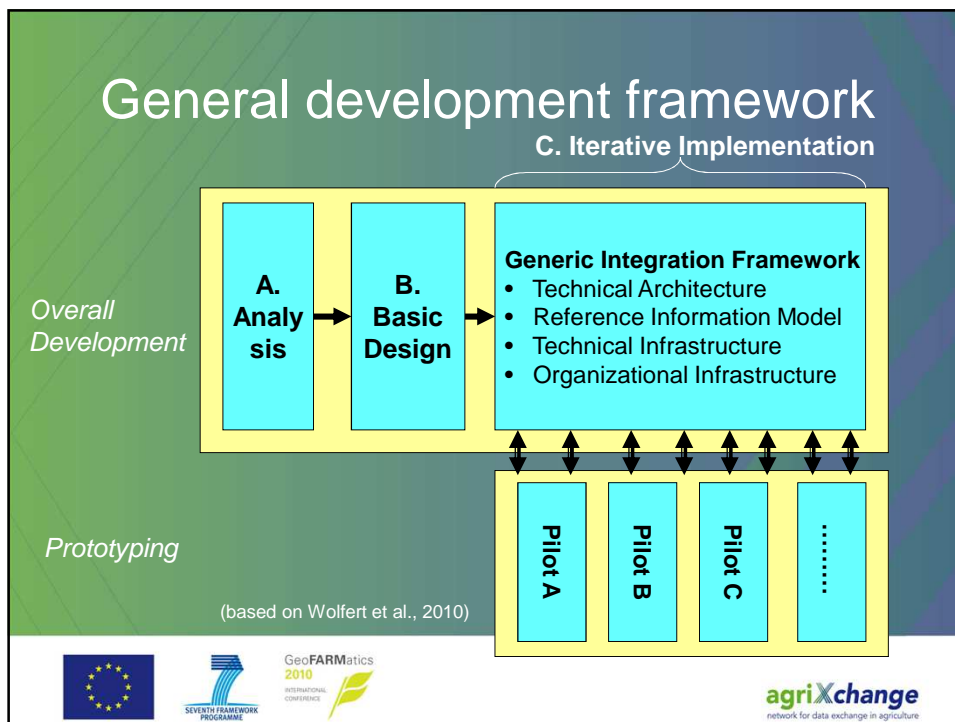 General development framework
C. Iterative Implementation
Overall
Development
A.
Analy
sis
B.
Basic
Design
Generic Integration Framework
• Technical Architecture
• Reference Information Model
• Technical Infrastructure
• Organizational Infrastructure
Prototyping
Pilot A
Pilot B
Pilot C
.........
(based on Wolfert et al., 2010)
SEVENTH FRAMEWORK
PROGRAMME
GeoFARMatics
2010
INTERNATIONAL
CONFERENCE
agriXchange
network for data exchange in agriculture